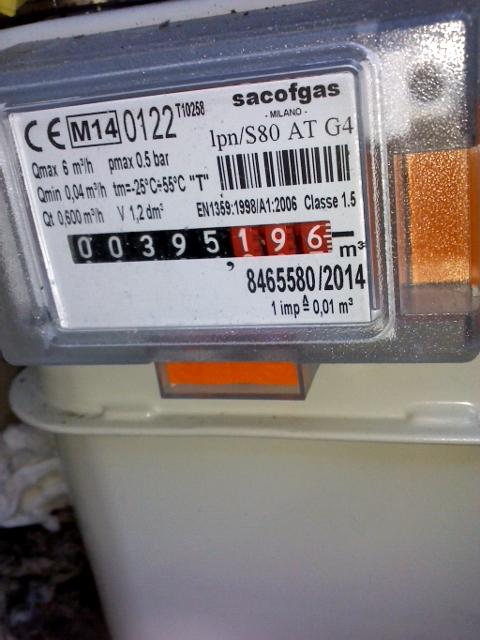 sacofgas
- MILANO -
CE M14 0122 T10258
lpn/S80 AT G4
Qmax 6 m³/h pmax 0.5 bar
Qmin 0,04 m³/h tm=-25°C÷55°C "T"
Qt 0,600 m³/h V 1,2 dm³
EN1359:1998/A1:2006 Classe 1.5
00395,196 m³
8465580/2014
1 imp ≙ 0,01 m³